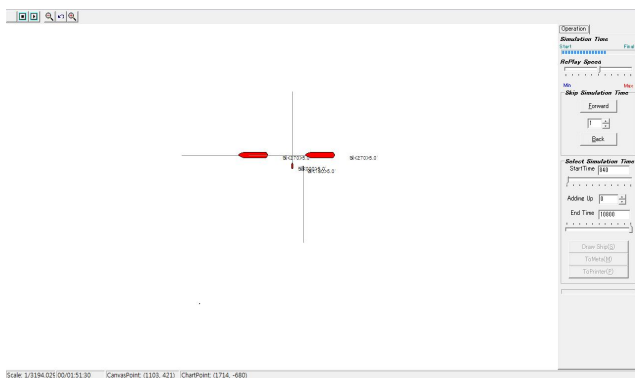 Operation
Simulation Time
Start Final
RePlay Speed
Min Max
Skip Simulation Time
Forward
1
Back
Select Simulation Time
StartTime 840
Adding Up 0
End Time 10000
Draw Ship(S)
ToMeta(M)
ToPrinter(P)
Scale: 1/3194.029 00/01:51:30 CanvasPoint: (1103, 421) ChartPoint: (1714, -680)